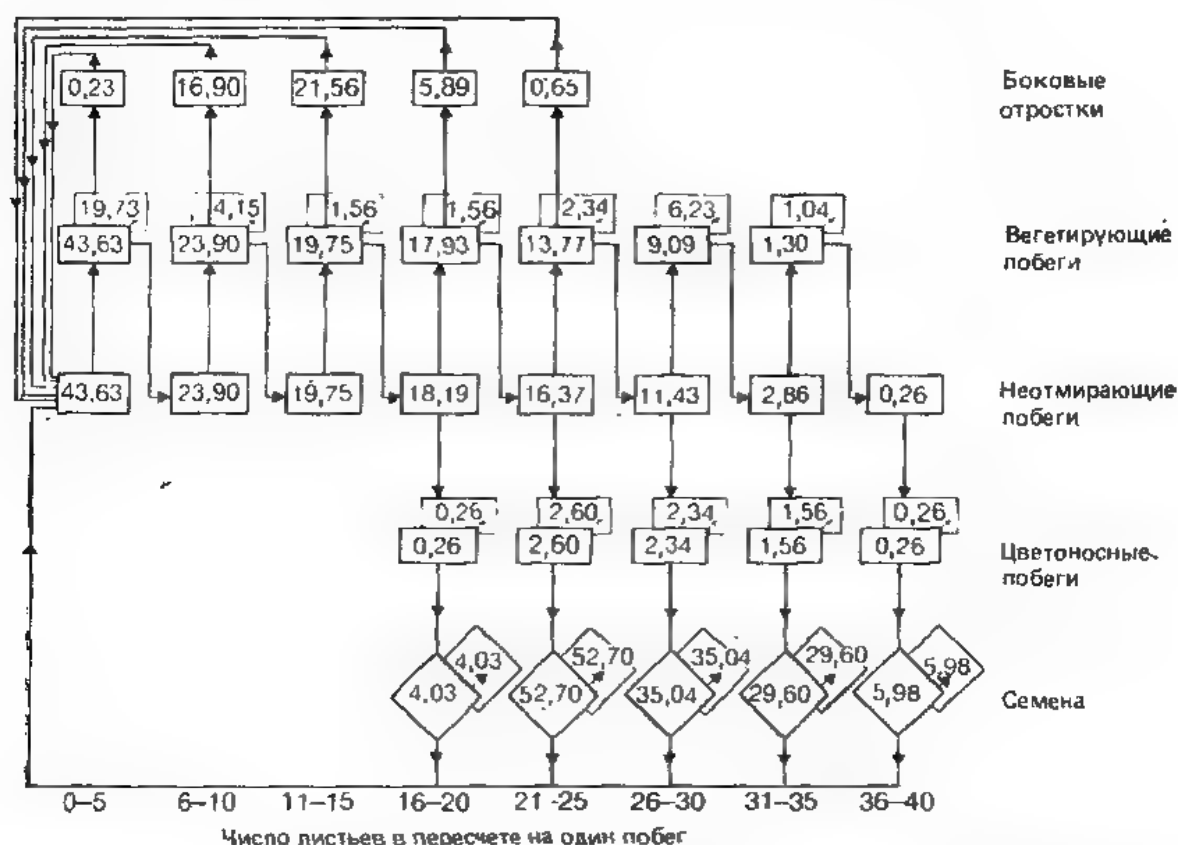 0,23 16,90 21,56 5,89 0,65
Боковые
отростки
19,73 4,15 1,56 1,56 2,34 6,23 1,04
43,63 23,90 19,75 17,93 13,77 9,09 1,30
Вегетирующие
побеги
43,63 23,90 19,75 18,19 16,37 11,43 2,86 0,26
Неотмирающие
побеги
0,26 2,60 2,34 1,56 0,26
0,26 2,60 2,34 1,56 0,26
Цветоносные
побеги
4,03 52,70 35,04 29,60 5,98
4,03 52,70 35,04 29,60 5,98
Семена
0–5 6–10 11–15 16–20 21-25 26–30 31–35 36–40
Число листьев в пересчете на один побег